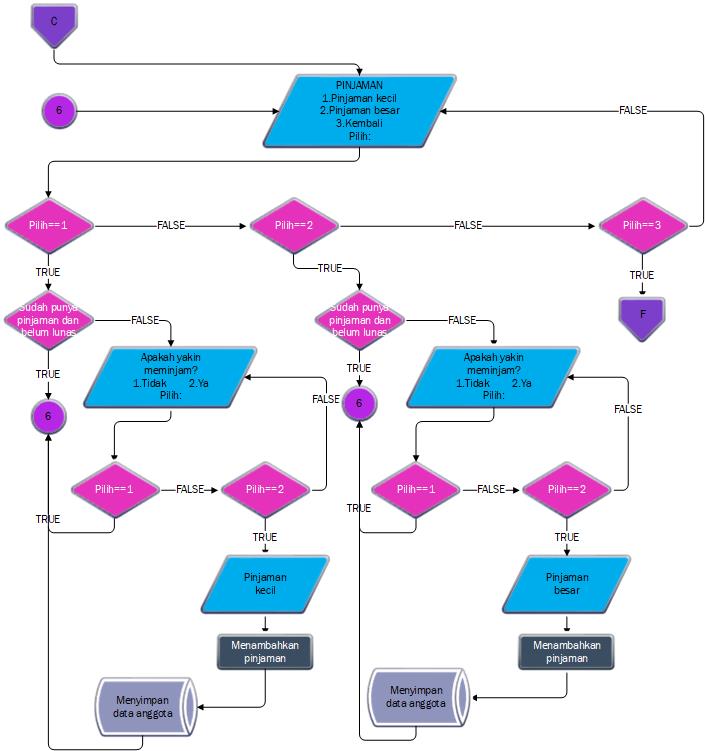 C
PINJAMAN
1.Pinjaman kecil
2.Pinjaman besar
3.Kembali
Pilih:
6
FALSE
Pilih==1
FALSE
Pilih==2
FALSE
Pilih==3
TRUE
TRUE
TRUE
Sudah punya
pinjaman dan
belum lunas
FALSE
Sudah punya
pinjaman dan
belum lunas
FALSE
F
TRUE
Apakah yakin
meminjam?
1.Tidak 2.Ya
Pilih:
TRUE
Apakah yakin
meminjam?
1.Tidak 2.Ya
Pilih:
6
FALSE
6
FALSE
Pilih==1
FALSE
Pilih==2
Pilih==1
FALSE
Pilih==2
TRUE
TRUE
TRUE
TRUE
Pinjaman
kecil
Pinjaman
besar
Menambahkan
pinjaman
Menambahkan
pinjaman
Menyimpan
data anggota
Menyimpan
data anggota